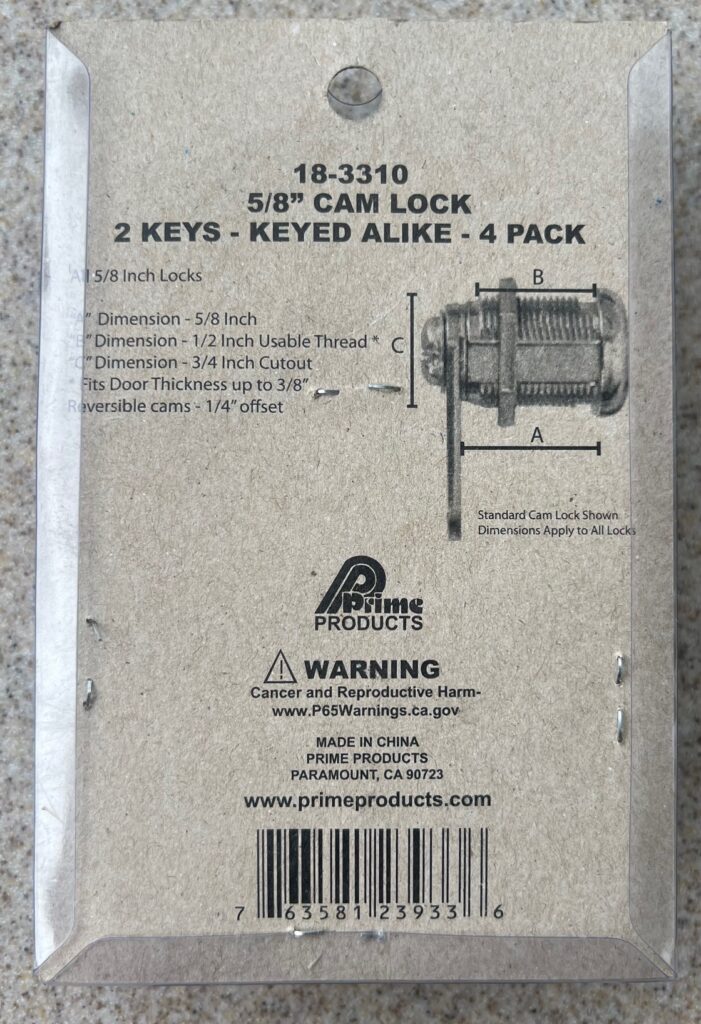 18-3310
5/8” CAM LOCK
2 KEYS - KEYED ALIKE - 4 PACK
All 5/8 Inch Locks
“A” Dimension - 5/8 Inch
“B” Dimension - 1/2 Inch Usable Thread *
“C” Dimension - 3/4 Inch Cutout
* Fits Door Thickness up to 3/8”
Reversible cams - 1/4” offset
B
C
A
Standard Cam Lock Shown
Dimensions Apply to All Locks
Prime
PRODUCTS
WARNING
Cancer and Reproductive Harm-
www.P65Warnings.ca.gov
MADE IN CHINA
PRIME PRODUCTS
PARAMOUNT, CA 90723
www.primeproducts.com
7 63581 23933 6